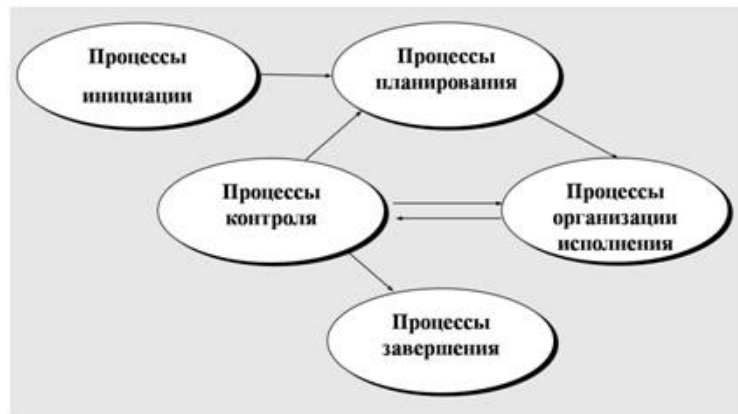 Процессы
инициации
Процессы
планирования
Процессы
контроля
Процессы
организации
исполнения
Процессы
завершения